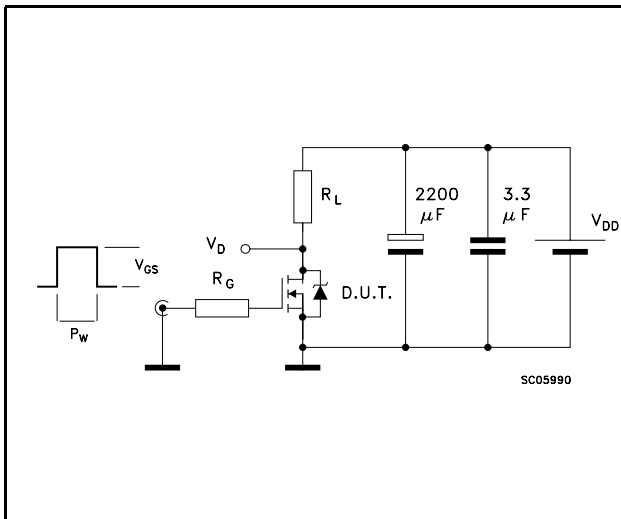 R_L
2200 μF
3.3 μF
V_DD
V_D
V_GS
R_G
D.U.T.
P_W
SC05990